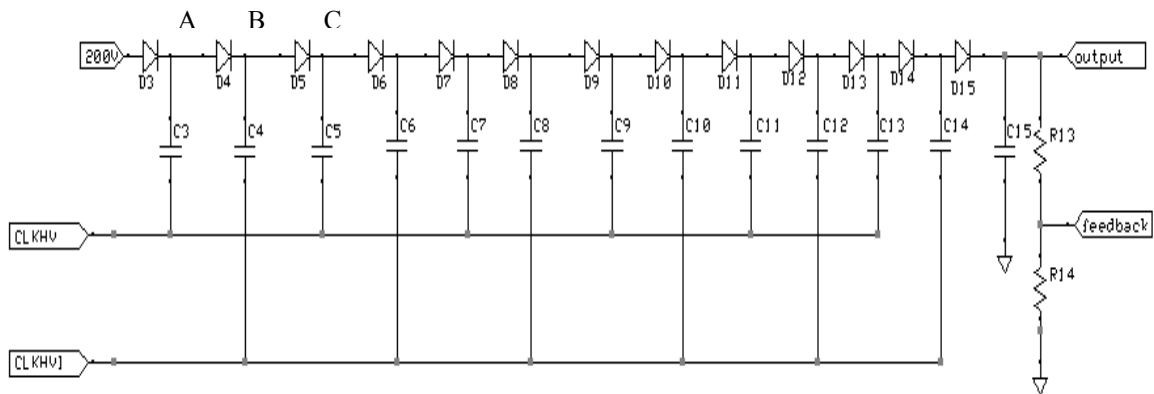 A B C
200V D3 D4 D5 D6 D7 D8 D9 D10 D11 D12 D13 D14 D15 output
C3 C4 C5 C6 C7 C8 C9 C10 C11 C12 C13 C14 C15 R13
CLKHV feedback
R14
CLKHV]